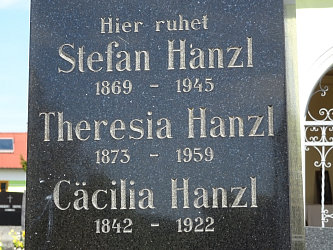 Hier ruhet
Stefan Hanzl
1869 - 1945
Theresia Hanzl
1873 - 1959
Cäcilia Hanzl
1842 - 1922